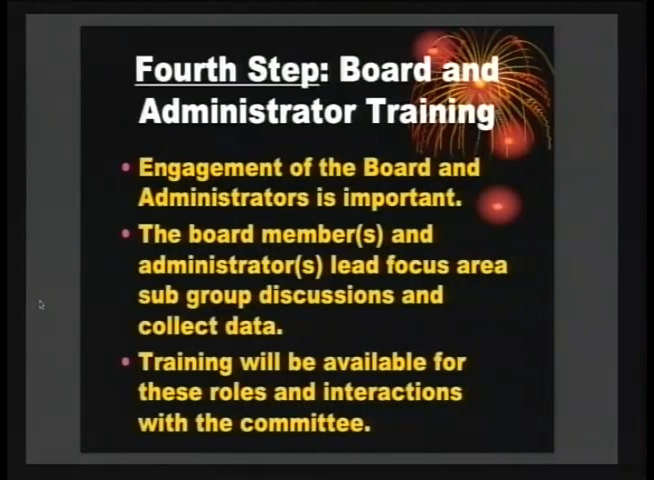 Fourth Step: Board and
Administrator Training
• Engagement of the Board and
Administrators is important.
• The board member(s) and
administrator(s) lead focus area
sub group discussions and
collect data.
• Training will be available for
these roles and interactions
with the committee.